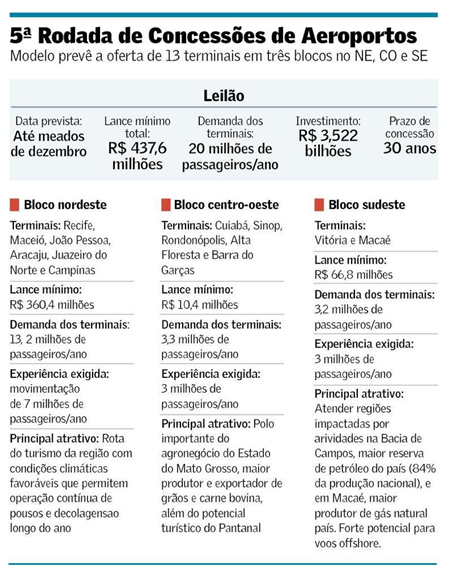 5ª Rodada de Concessões de Aeroportos
Modelo prevê a oferta de 13 terminais em três blocos no NE, CO e SE
Leilão
Data prevista:
Até meados
de dezembro
Lance mínimo
total:
R$ 437,6
milhões
Demanda dos
terminais:
20 milhões de
passageiros/ano
Investimento:
R$ 3,522
bilhões
Prazo de
concessão
30 anos
Bloco nordeste
Terminais: Recife,
Maceió, João Pessoa,
Aracaju, Juazeiro do
Norte e Campinas
Lance mínimo:
R$ 360,4 milhões
Demanda dos terminais:
13, 2 milhões de
passageiros/ano
Experiência exigida:
movimentação
de 7 milhões de
passageiros/ano
Principal atrativo: Rota
do turismo da região com
condições climáticas
favoráveis que permitem
operação contínua de
pousos e decolagensao
longo do ano
Bloco centro-oeste
Terminais: Cuiabá, Sinop,
Rondonópolis, Alta
Floresta e Barra do
Garças
Lance mínimo:
R$ 10,4 milhões
Demanda dos terminais:
3,3 milhões de
passageiros/ano
Experiência exigida:
3 milhões de
passageiros/ano
Principal atrativo: Polo
importante do
agronegócio do Estado
do Mato Grosso, maior
produtor e exportador de
grãos e carne bovina,
além do potencial
turístico do Pantanal
Bloco sudeste
Terminais:
Vitória e Macaé
Lance mínimo:
R$ 66,8 milhões
Demanda dos terminais:
3,2 milhões de
passageiros/ano
Experiência exigida:
3 milhões de
passageiros/ano
Principal atrativo:
Atender regiões
impactadas por
arividades na Bacia de
Campos, maior reserva
de petróleo do país (84%
da produção nacional), e
em Macaé, maior
produtor de gás natural
país. Forte potencial para
voos offshore.